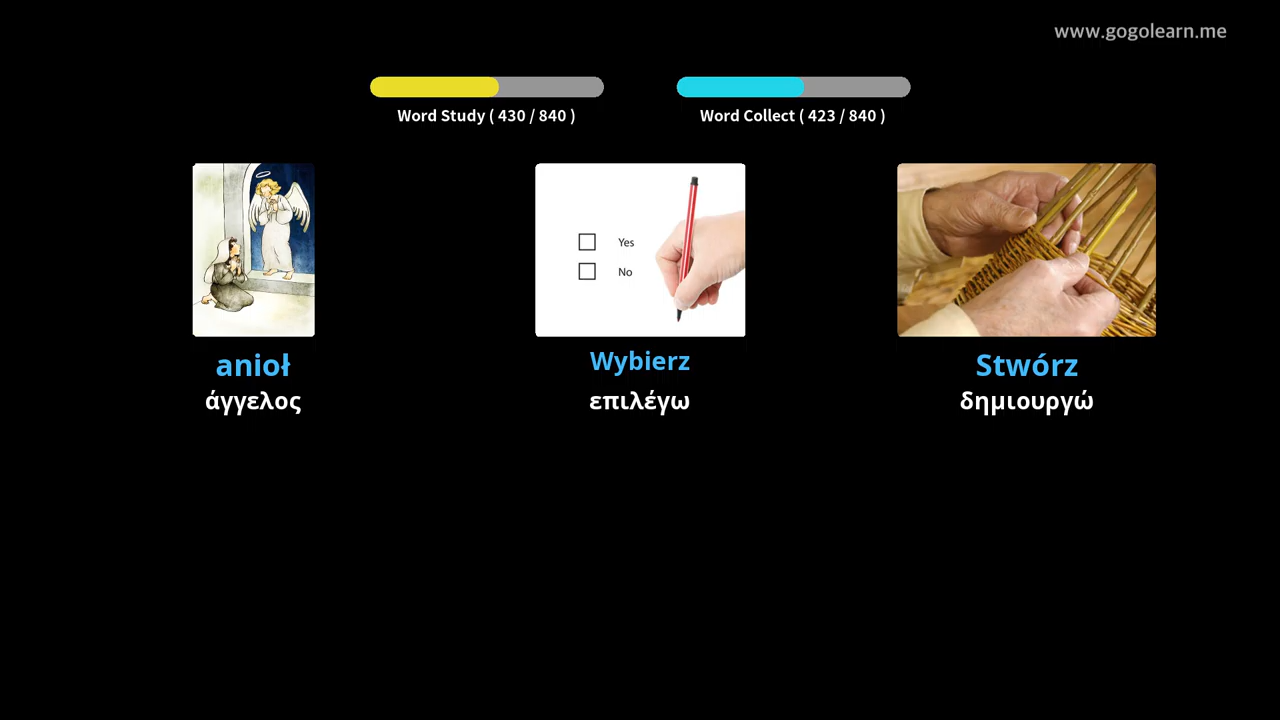 www.gogolearn.me
Word Study ( 430 / 840 )
Word Collect ( 423 / 840 )
Yes
No
anioł
Wybierz
Stwórz
άγγελος
επιλέγω
δημιουργώ